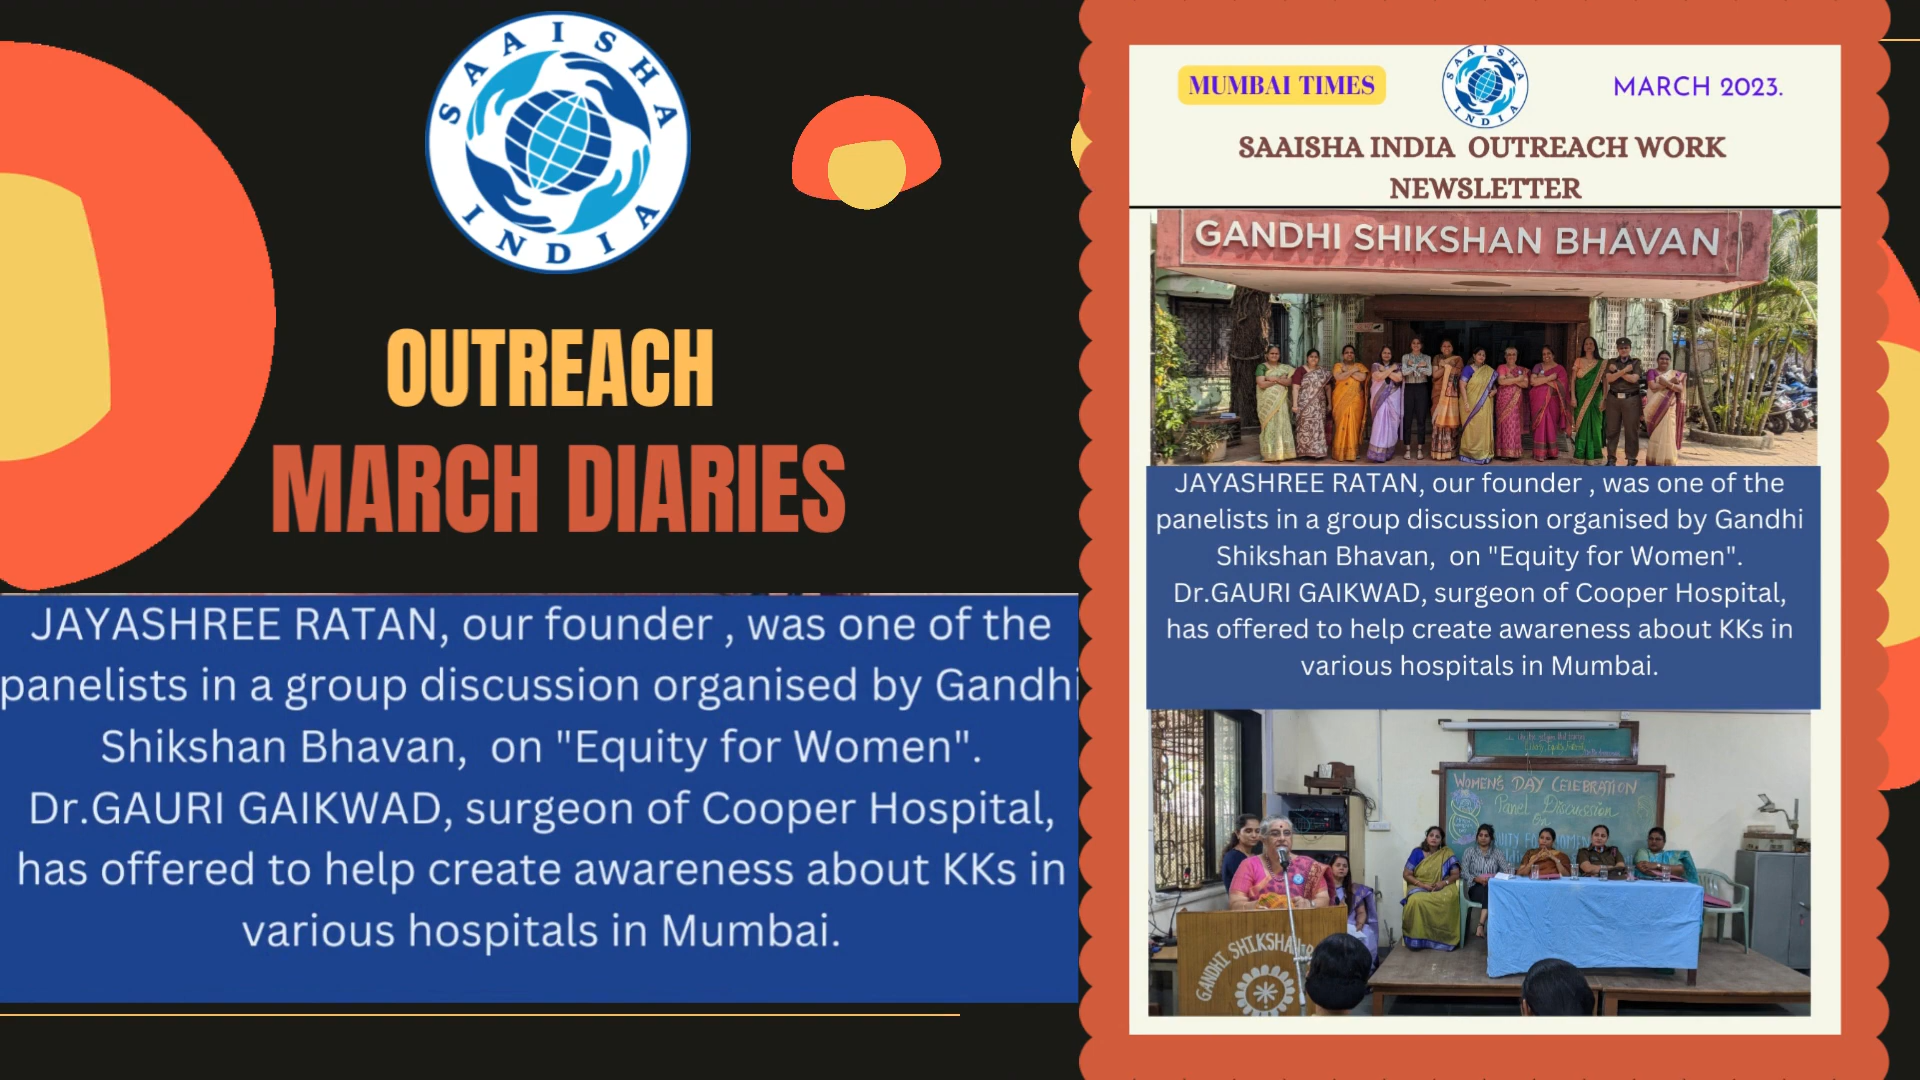 SAAISHA
INDIA
OUTREACH
MARCH DIARIES
JAYASHREE RATAN, our founder , was one of the
panelists in a group discussion organised by Gandhi
Shikshan Bhavan,  on "Equity for Women".
Dr.GAURI GAIKWAD, surgeon of Cooper Hospital,
has offered to help create awareness about KKs in
various hospitals in Mumbai.
MUMBAI TIMES
SAAISHA
INDIA
MARCH 2023.
SAAISHA INDIA  OUTREACH WORK
NEWSLETTER
GANDHI SHIKSHAN BHAVAN
JAYASHREE RATAN, our founder , was one of the
panelists in a group discussion organised by Gandhi
Shikshan Bhavan,  on "Equity for Women".
Dr.GAURI GAIKWAD, surgeon of Cooper Hospital,
has offered to help create awareness about KKs in
various hospitals in Mumbai.
WOMEN'S DAY CELEBRATION
Panel Discussion
On
GANDHI SHIKSHAN